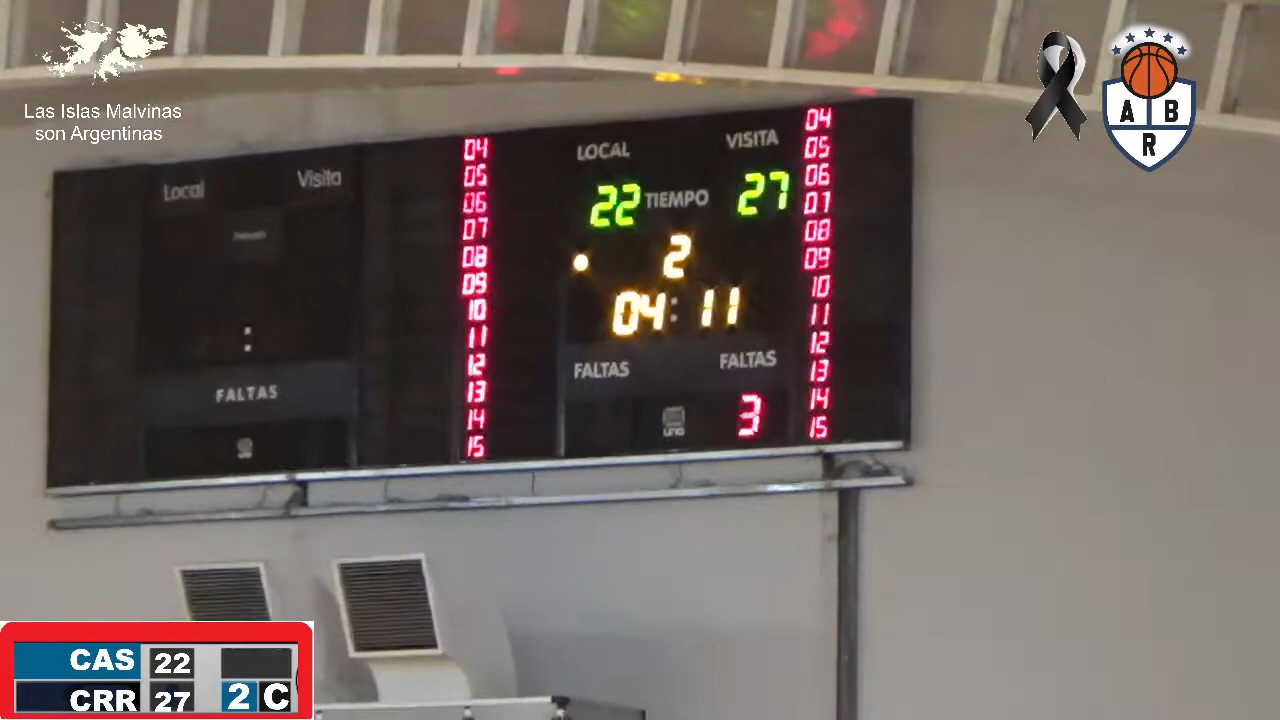 Las Islas Malvinas
son Argentinas
A B
R
Local Visita
:
FALTAS
04
05
06
07
08
09
10
11
12
13
14
15
LOCAL VISITA
22 TIEMPO 27
2
04:11
FALTAS FALTAS
3
04
05
06
07
08
09
10
11
12
13
14
15
CAS 22
CRR 27 2 C